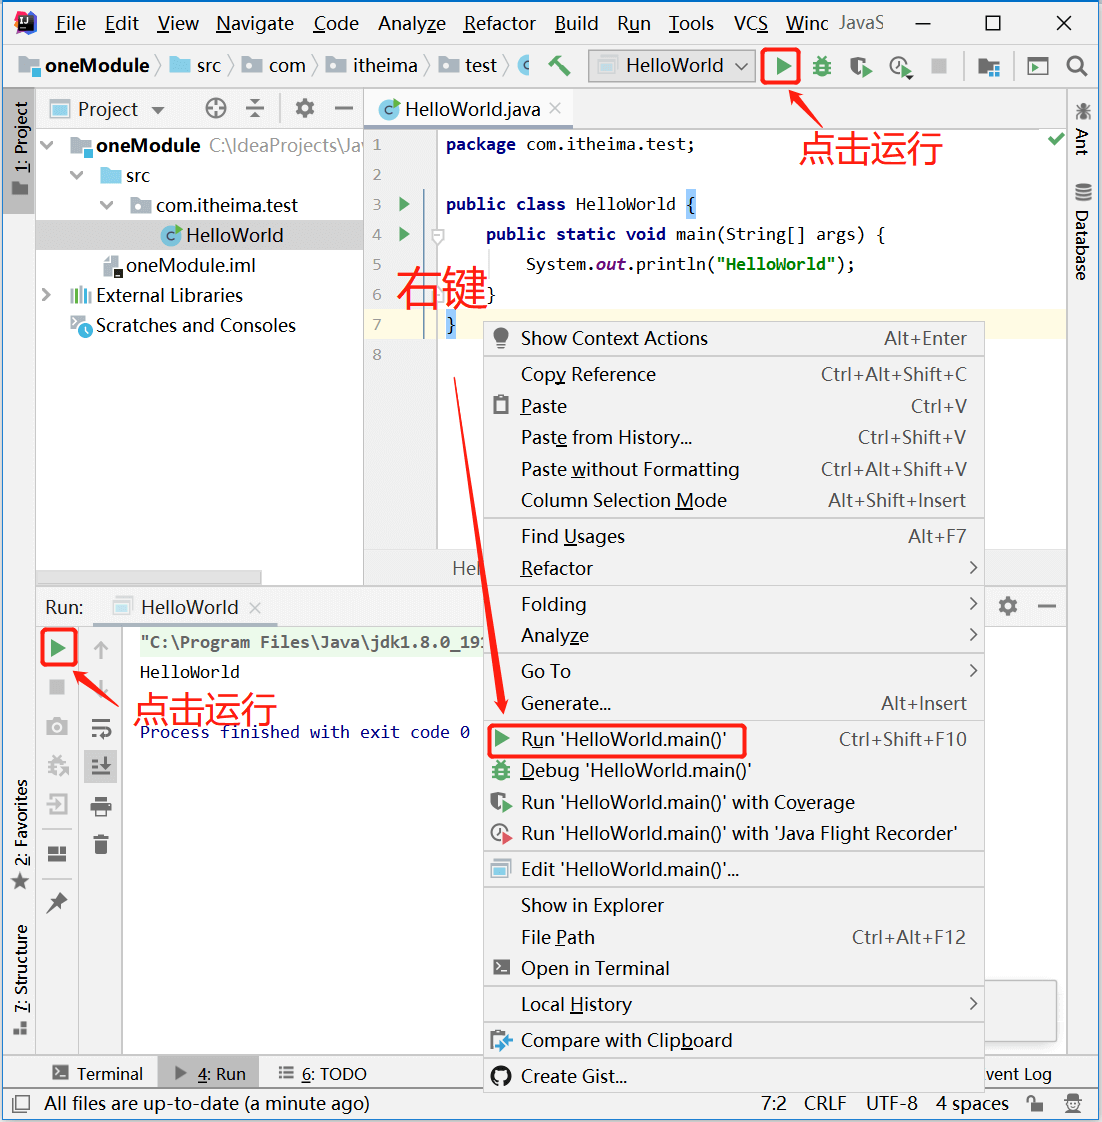 File Edit View Navigate Code Analyze Refactor Build Run Tools VCS Winc JavaS
oneModule src com itheima test HelloWorld
点击运行
1: Project
Project
HelloWorld.java
oneModule C:\IdeaProjects\Ja
src
com.itheima.test
HelloWorld
oneModule.iml
External Libraries
Scratches and Consoles
1 package com.itheima.test;
2
3 public class HelloWorld {
4 public static void main(String[] args) {
5 System.out.println("HelloWorld");
6 }
7 }
8
右键
Ant
Database
Show Context Actions Alt+Enter
Copy Reference Ctrl+Alt+Shift+C
Paste Ctrl+V
Paste from History... Ctrl+Shift+V
Paste without Formatting Ctrl+Alt+Shift+V
Column Selection Mode Alt+Shift+Insert
Find Usages Alt+F7
Refactor
Folding
Analyze
Go To
Generate... Alt+Insert
Run 'HelloWorld.main()' Ctrl+Shift+F10
Debug 'HelloWorld.main()'
Run 'HelloWorld.main()' with Coverage
Run 'HelloWorld.main()' with 'Java Flight Recorder'
Edit 'HelloWorld.main()'...
Show in Explorer
File Path Ctrl+Alt+F12
Open in Terminal
Local History
Compare with Clipboard
Create Gist...
Hel
Run: HelloWorld
"C:\Program Files\Java\jdk1.8.0_191
HelloWorld
点击运行
Process finished with exit code 0
2: Favorites
7: Structure
Terminal 4: Run 6: TODO vent Log
All files are up-to-date (a minute ago) 7:2 CRLF UTF-8 4 spaces